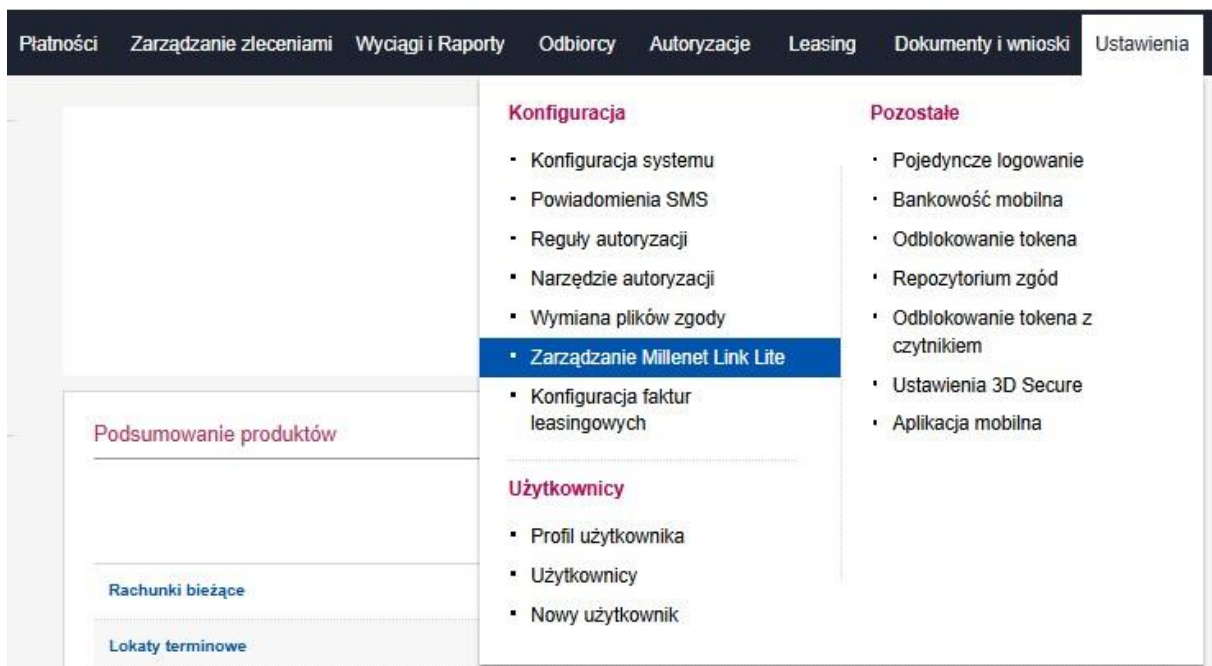 Płatności Zarządzanie zleceniami Wyciągi i Raporty Odbiorcy Autoryzacje Leasing Dokumenty i wnioski Ustawienia
Konfiguracja
Konfiguracja systemu
Powiadomienia SMS
Reguły autoryzacji
Narzędzie autoryzacji
Wymiana plików zgody
Zarządzanie Millenet Link Lite
Konfiguracja faktur
leasingowych
Użytkownicy
Profil użytkownika
Użytkownicy
Nowy użytkownik
Pozostałe
Pojedyncze logowanie
Bankowość mobilna
Odblokowanie tokena
Repozytorium zgód
Odblokowanie tokena z
czytnikiem
Ustawienia 3D Secure
Aplikacja mobilna
Podsumowanie produktów
Rachunki bieżące
Lokaty terminowe